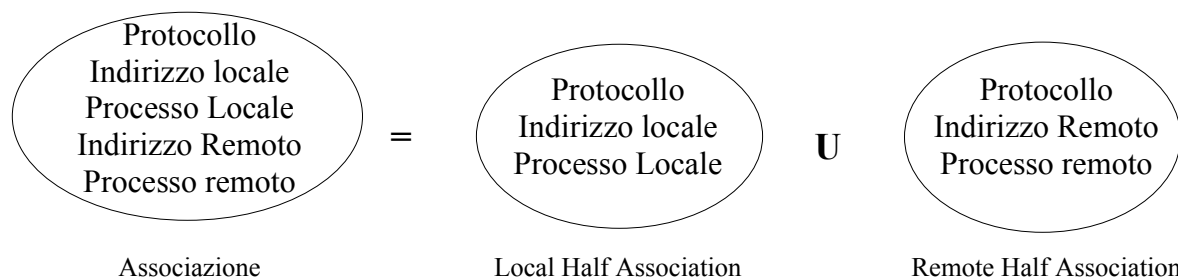 Protocollo
Indirizzo locale
Processo Locale
Indirizzo Remoto
Processo remoto
=
Protocollo
Indirizzo locale
Processo Locale
U
Protocollo
Indirizzo Remoto
Processo remoto
Associazione
Local Half Association
Remote Half Association